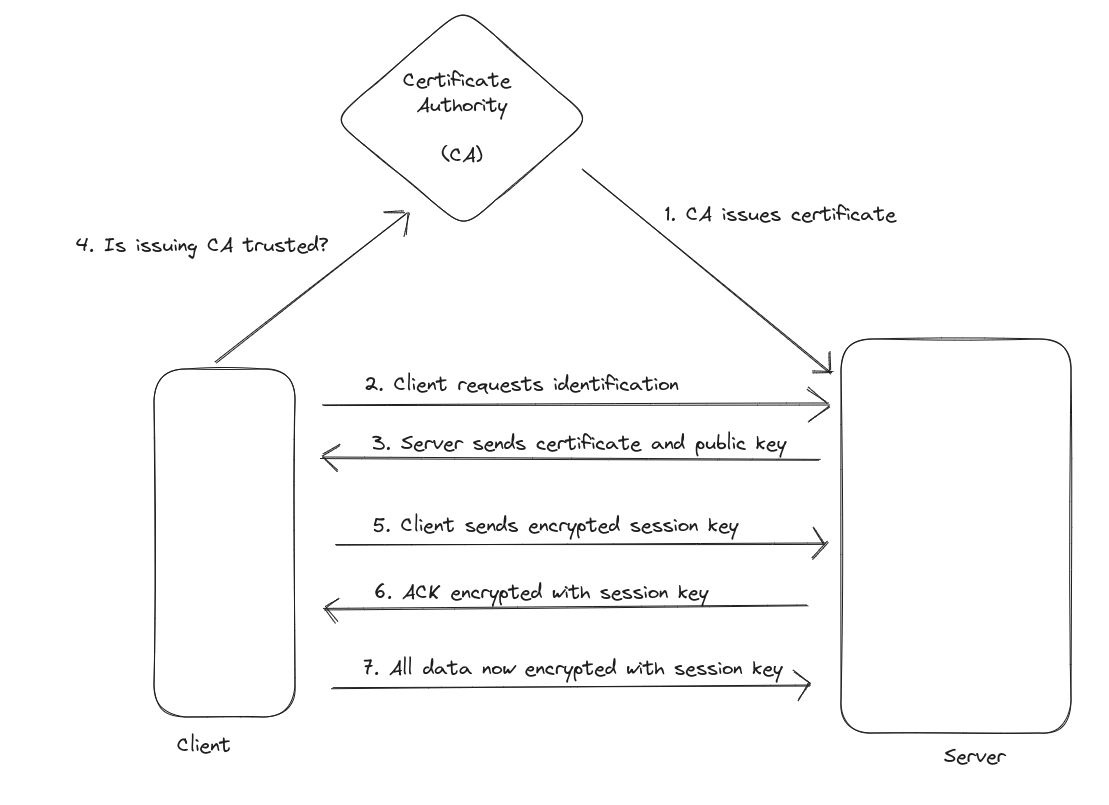 Certificate
Authority
(CA)
1. CA issues certificate
4. Is issuing CA trusted?
2. Client requests identification
3. Server sends certificate and public key
5. Client sends encrypted session key
6. ACK encrypted with session key
7. All data now encrypted with session key
Client
Server